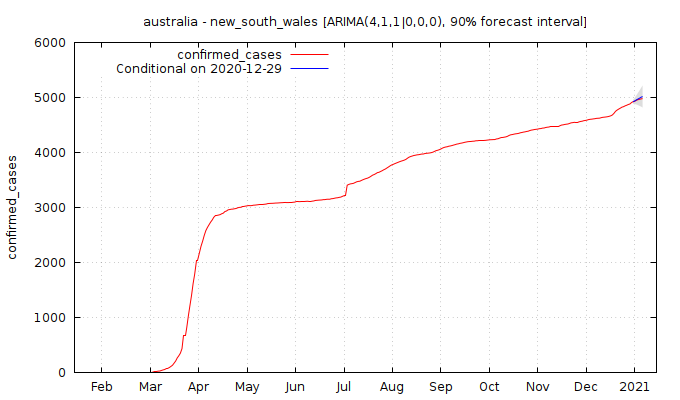 australia - new_south_wales [ARIMA(4,1,1|0,0,0), 90% forecast interval]
confirmed_cases
Conditional on 2020-12-29
confirmed_cases
6000
5000
4000
3000
2000
1000
0
Feb Mar Apr May Jun Jul Aug Sep Oct Nov Dec 2021